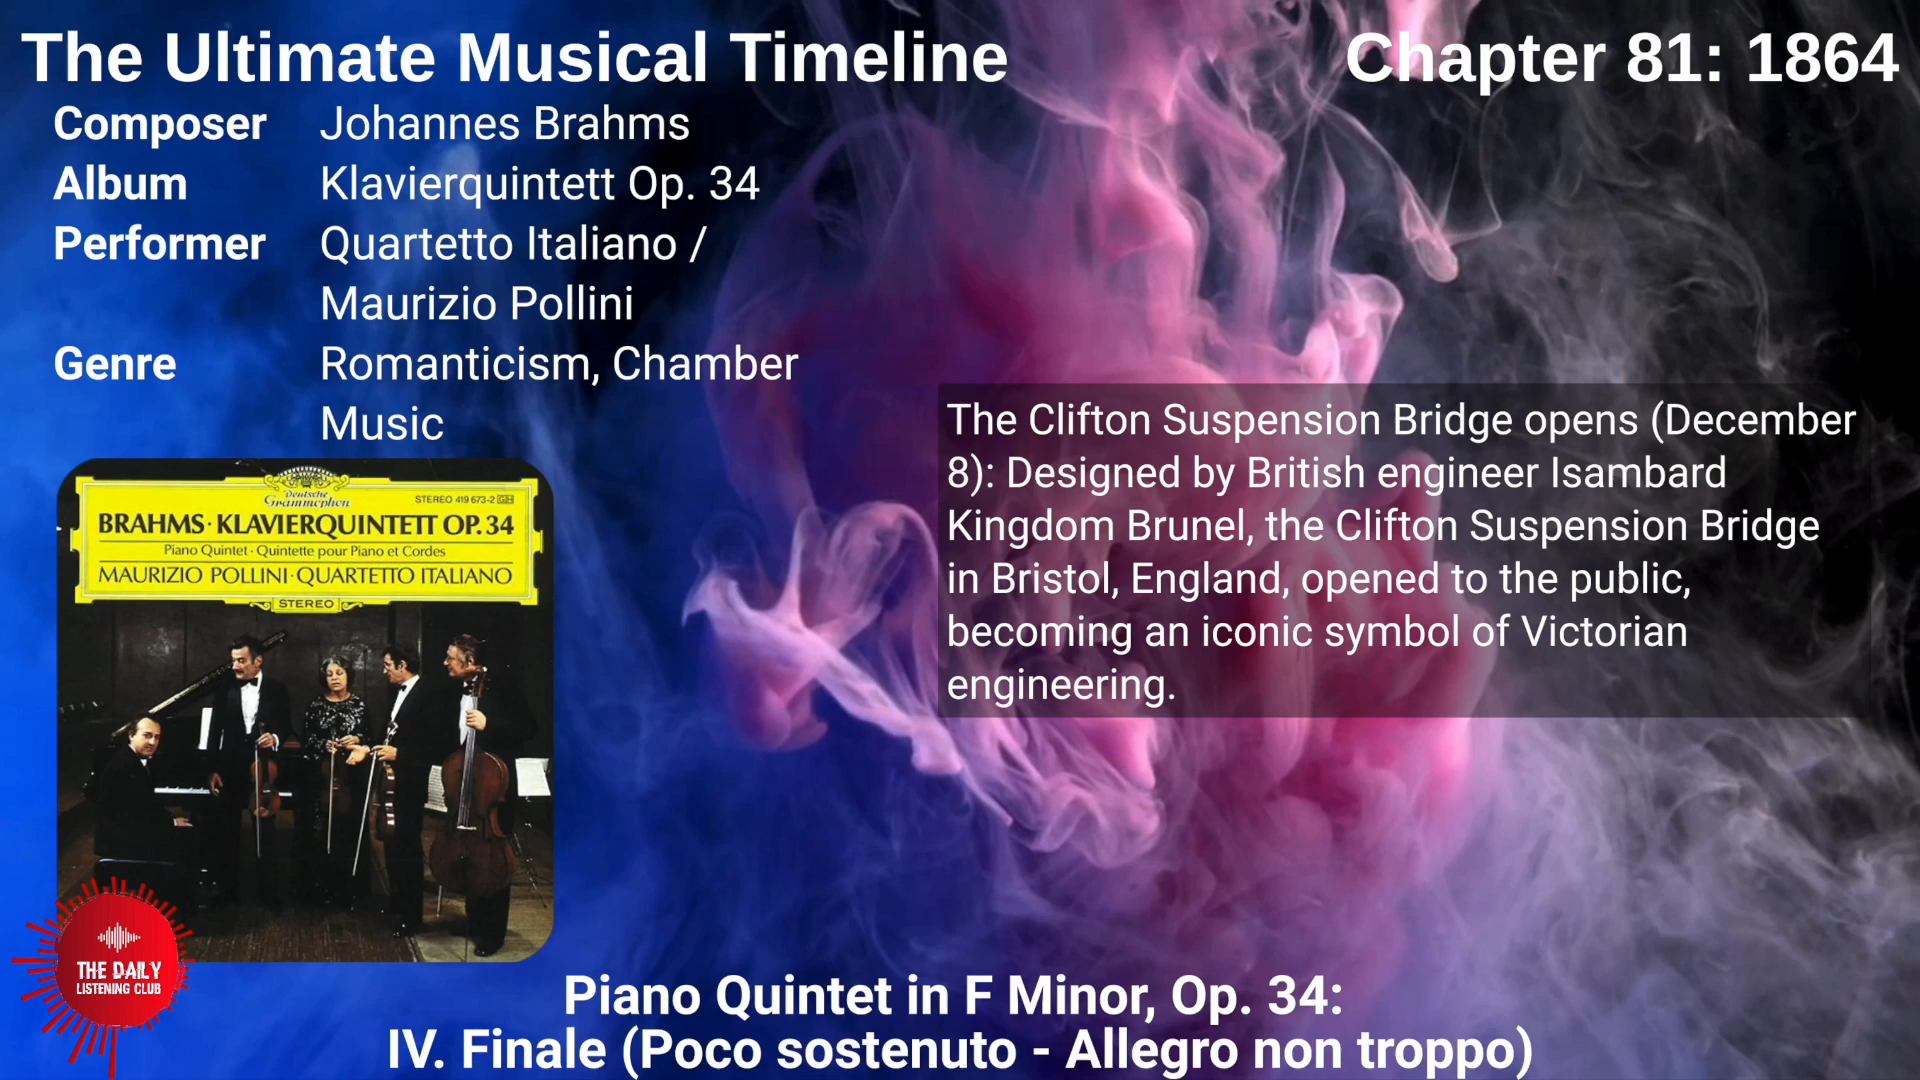 The Ultimate Musical Timeline
Chapter 81: 1864
Composer Johannes Brahms
Album Klavierquintett Op. 34
Performer Quartetto Italiano /
Maurizio Pollini
Genre Romanticism, Chamber
Music
The Clifton Suspension Bridge opens (December
8): Designed by British engineer Isambard
Kingdom Brunel, the Clifton Suspension Bridge
in Bristol, England, opened to the public,
becoming an iconic symbol of Victorian
engineering.
Deutsche
Grammophon
STEREO 419 673-2 GH
BRAHMS · KLAVIERQUINTETT OP. 34
Piano Quintet · Quintette pour Piano et Cordes
MAURIZIO POLLINI · QUARTETTO ITALIANO
STEREO
THE DAILY
LISTENING CLUB
Piano Quintet in F Minor, Op. 34:
IV. Finale (Poco sostenuto - Allegro non troppo)